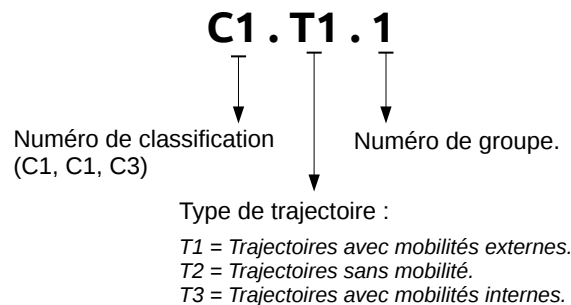 C1 . T1 . 1
Numéro de classification
(C1, C1, C3)
Numéro de groupe.
Type de trajectoire :
T1 = Trajectoires avec mobilités externes.
T2 = Trajectoires sans mobilité.
T3 = Trajectoires avec mobilités internes.